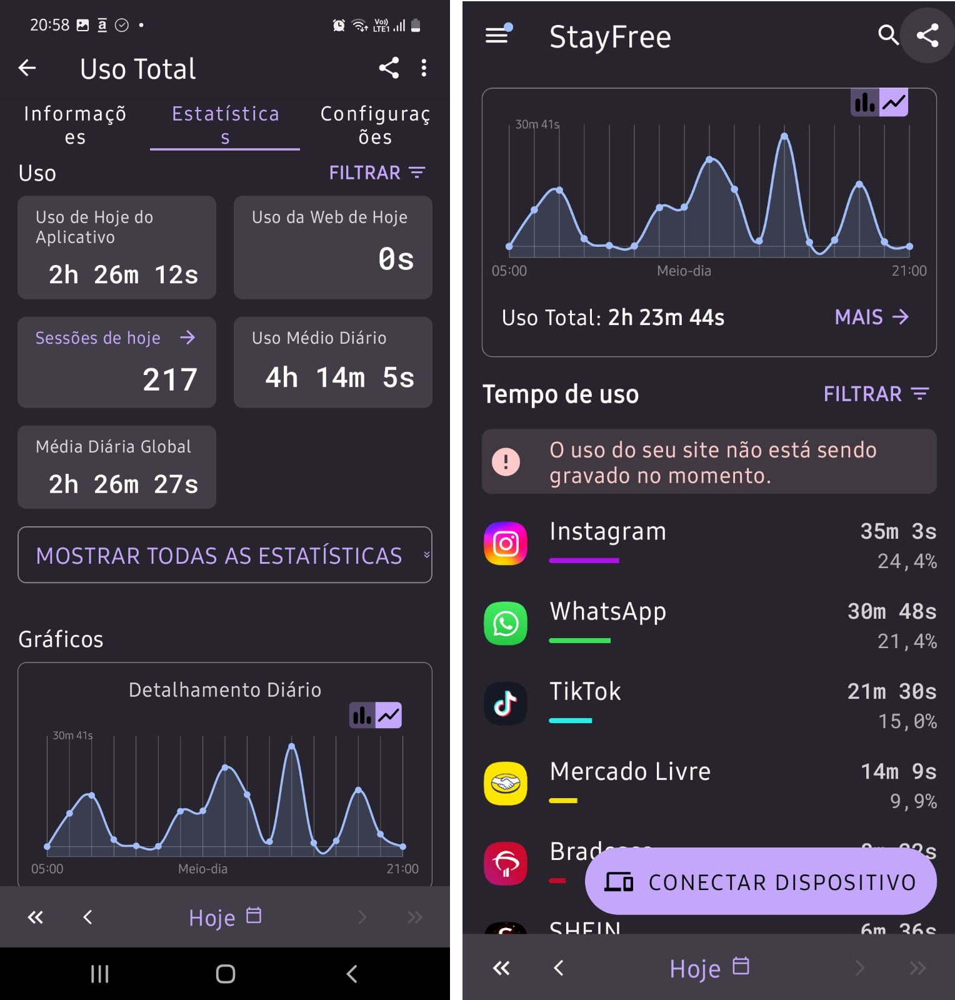 20:58
Vo))
LTE1
Uso Total
Informaçõ
es
Estatística
s
Configuraç
ões
Uso
FILTRAR
Uso de Hoje do
Aplicativo
2h 26m 12s
Uso da Web de Hoje
0s
Sessões de hoje
217
Uso Médio Diário
4h 14m 5s
Média Diária Global
2h 26m 27s
MOSTRAR TODAS AS ESTATÍSTICAS
Gráficos
Detalhamento Diário
30m 41s
05:00 Meio-dia 21:00
Hoje
StayFree
30m 41s
05:00 Meio-dia 21:00
Uso Total: 2h 23m 44s
MAIS
Tempo de uso
FILTRAR
O uso do seu site não está sendo
gravado no momento.
Instagram 35m 3s
24,4%
WhatsApp 30m 48s
21,4%
TikTok 21m 30s
15,0%
Mercado Livre 14m 9s
9,9%
CONECTAR DISPOSITIVO
SHEIN 6m 36s
Hoje